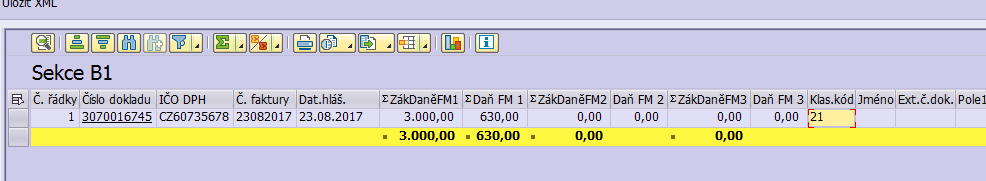 Uložit XML
Sekce B1
Č. řádky Číslo dokladu IČO DPH Č. faktury Dat.hláš. ΣZákDaněFM1 ΣDaň FM 1 ΣZákDaněFM2 Daň FM 2 ΣZákDaněFM3 Daň FM 3 Klas.kód Jméno Ext.č.dok. Pole1
1 3070016745 CZ60735678 23082017 23.08.2017 3.000,00 630,00 0,00 0,00 0,00 0,00 21
3.000,00 630,00 0,00 0,00